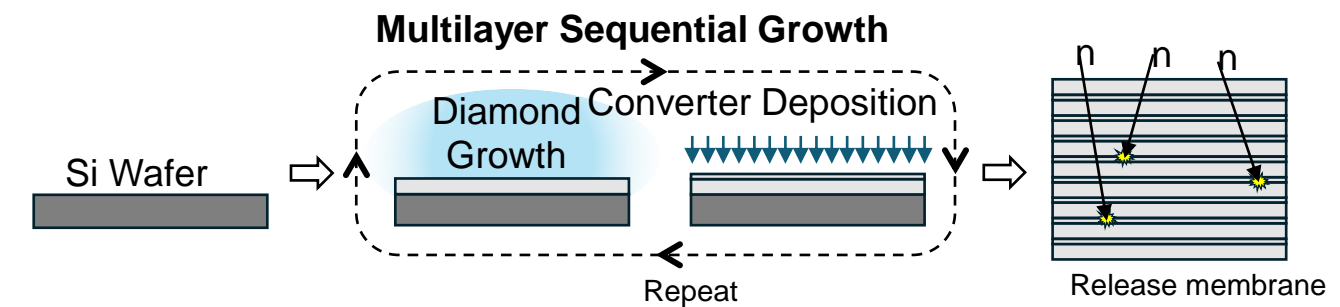 Multilayer Sequential Growth
n n n
Diamond
Growth
Converter Deposition
Si Wafer
Release membrane
Repeat